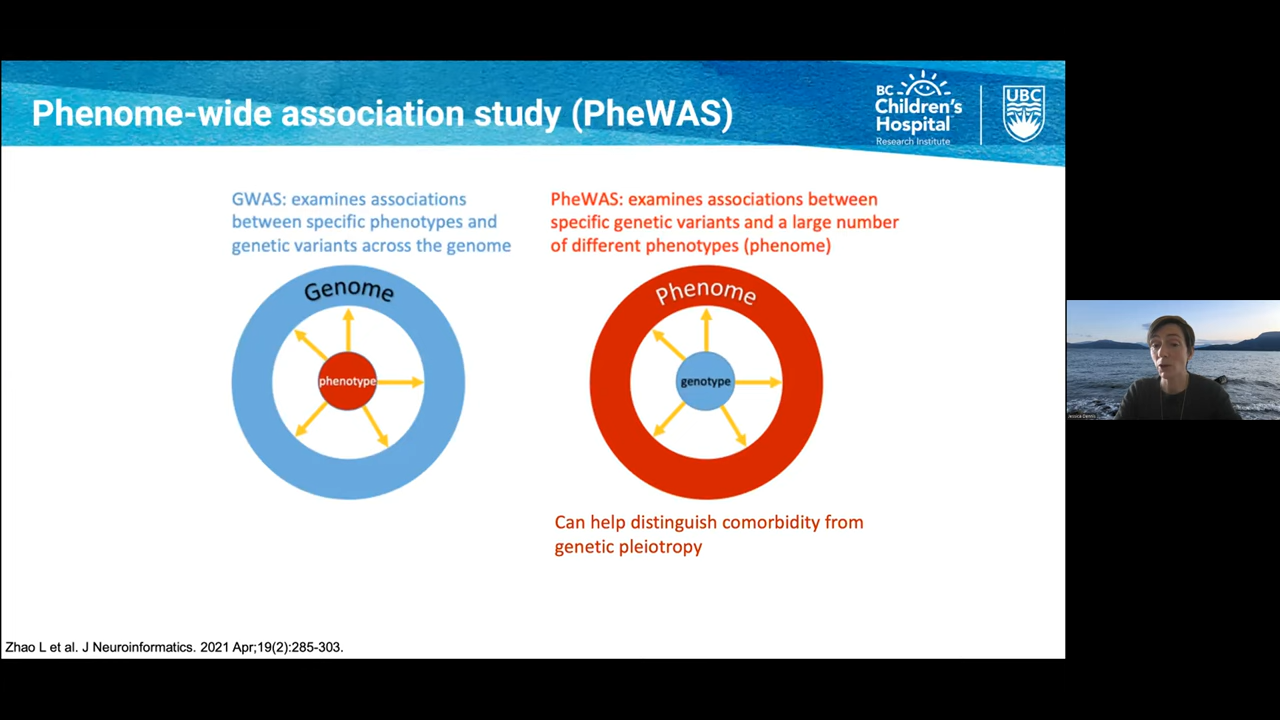 Phenome-wide association study (PheWAS)
BC
Children's
Hospital
Research Institute
UBC
GWAS: examines associations
between specific phenotypes and
genetic variants across the genome
PheWAS: examines associations between
specific genetic variants and a large number
of different phenotypes (phenome)
Genome
phenotype
Phenome
genotype
Can help distinguish comorbidity from
genetic pleiotropy
Zhao L et al. J Neuroinformatics. 2021 Apr;19(2):285-303.
Jessica Dennis